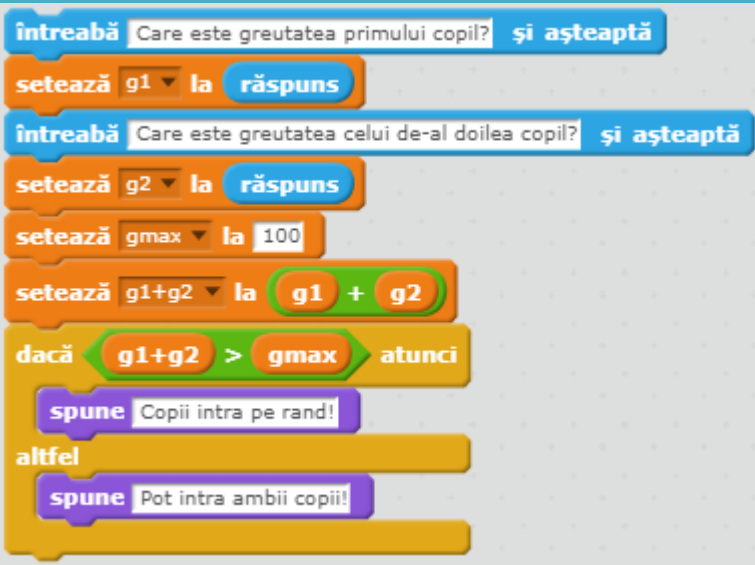 întreabă Care este greutatea primului copil? și așteaptă
setează g1 la răspuns
întreabă Care este greutatea celui de-al doilea copil? și așteaptă
setează g2 la răspuns
setează gmax la 100
setează g1+g2 la g1 + g2
dacă g1+g2 > gmax atunci
spune Copii intra pe rand!
altfel
spune Pot intra ambii copii!